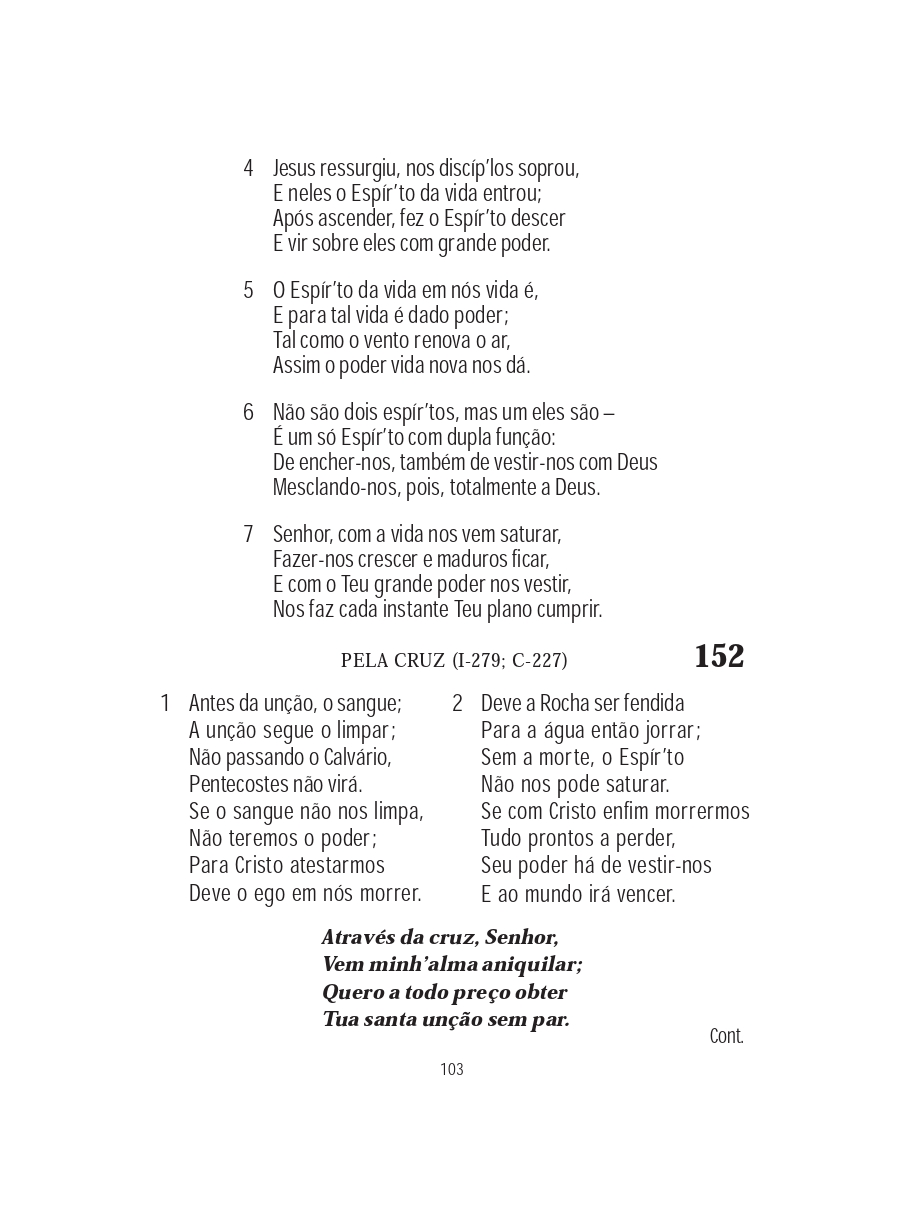 4 Jesus ressurgiu, nos discíp’los soprou,
E neles o Espír’to da vida entrou;
Após ascender, fez o Espír’to descer
E vir sobre eles com grande poder.
5 O Espír’to da vida em nós vida é,
E para tal vida é dado poder;
Tal como o vento renova o ar,
Assim o poder vida nova nos dá.
6 Não são dois espír’tos, mas um eles são –
É um só Espír’to com dupla função:
De encher-nos, também de vestir-nos com Deus
Mesclando-nos, pois, totalmente a Deus.
7 Senhor, com a vida nos vem saturar,
Fazer-nos crescer e maduros ficar,
E com o Teu grande poder nos vestir,
Nos faz cada instante Teu plano cumprir.
PELA CRUZ (I-279; C-227) 152
1 Antes da unção, o sangue;
A unção segue o limpar;
Não passando o Calvário,
Pentecostes não virá.
Se o sangue não nos limpa,
Não teremos o poder;
Para Cristo atestarmos
Deve o ego em nós morrer.
2 Deve a Rocha ser fendida
Para a água então jorrar;
Sem a morte, o Espír’to
Não nos pode saturar.
Se com Cristo enfim morrermos
Tudo prontos a perder,
Seu poder há de vestir-nos
E ao mundo irá vencer.
Através da cruz, Senhor,
Vem minh’alma aniquilar;
Quero a todo preço obter
Tua santa unção sem par.
Cont.
103